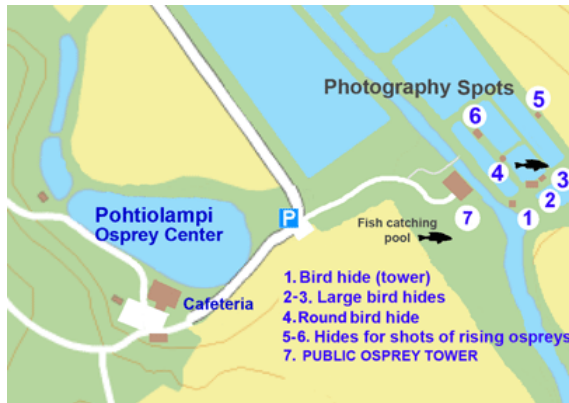 Photography Spots
5
6
4
3
2
1
7
P
Pohtiolampi
Osprey Center
Fish catching
pool
Cafeteria
1. Bird hide (tower)
2-3. Large bird hides
4.Round bird hide
5-6. Hides for shots of rising ospreys
7. PUBLIC OSPREY TOWER